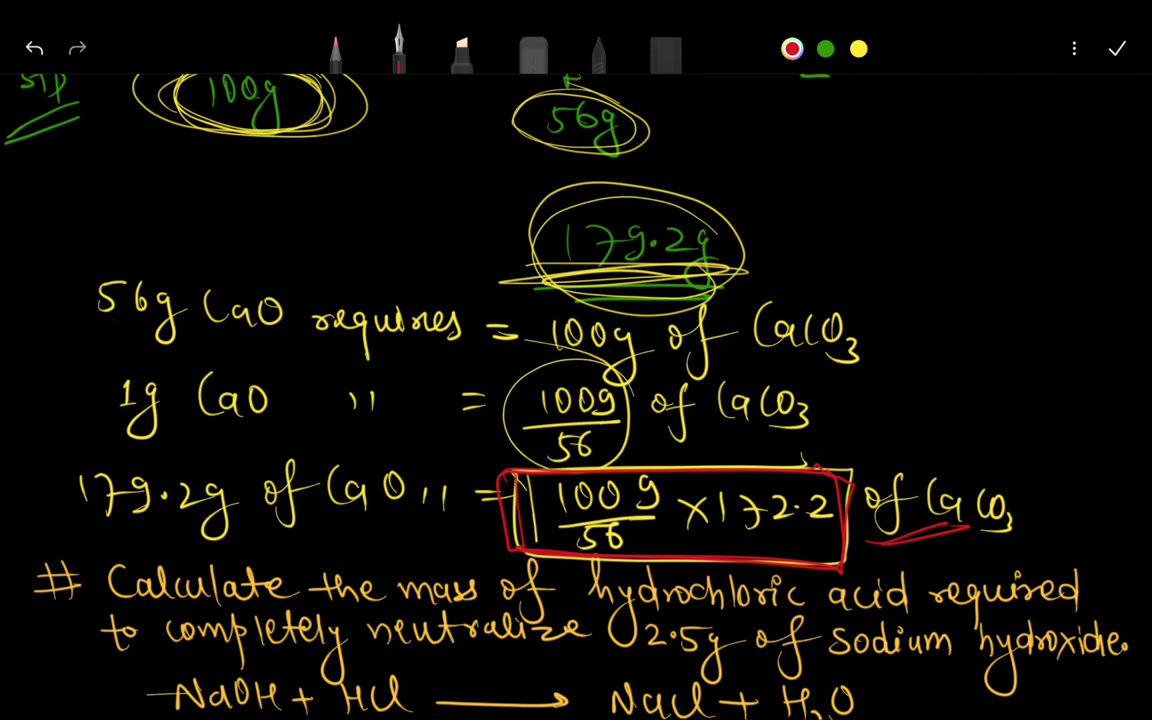 STP 100g 56g
179.2g
56g CaO requires = 100g of CaCO3
1g CaO " = 100g/56 of CaCO3
179.2g of CaO " = 100g/56 × 172.2 of CaCO3
# Calculate the mass of hydrochloric acid required
to completely neutralize 2.5g of sodium hydroxide.
NaOH + HCl ⟶ NaCl + H2O